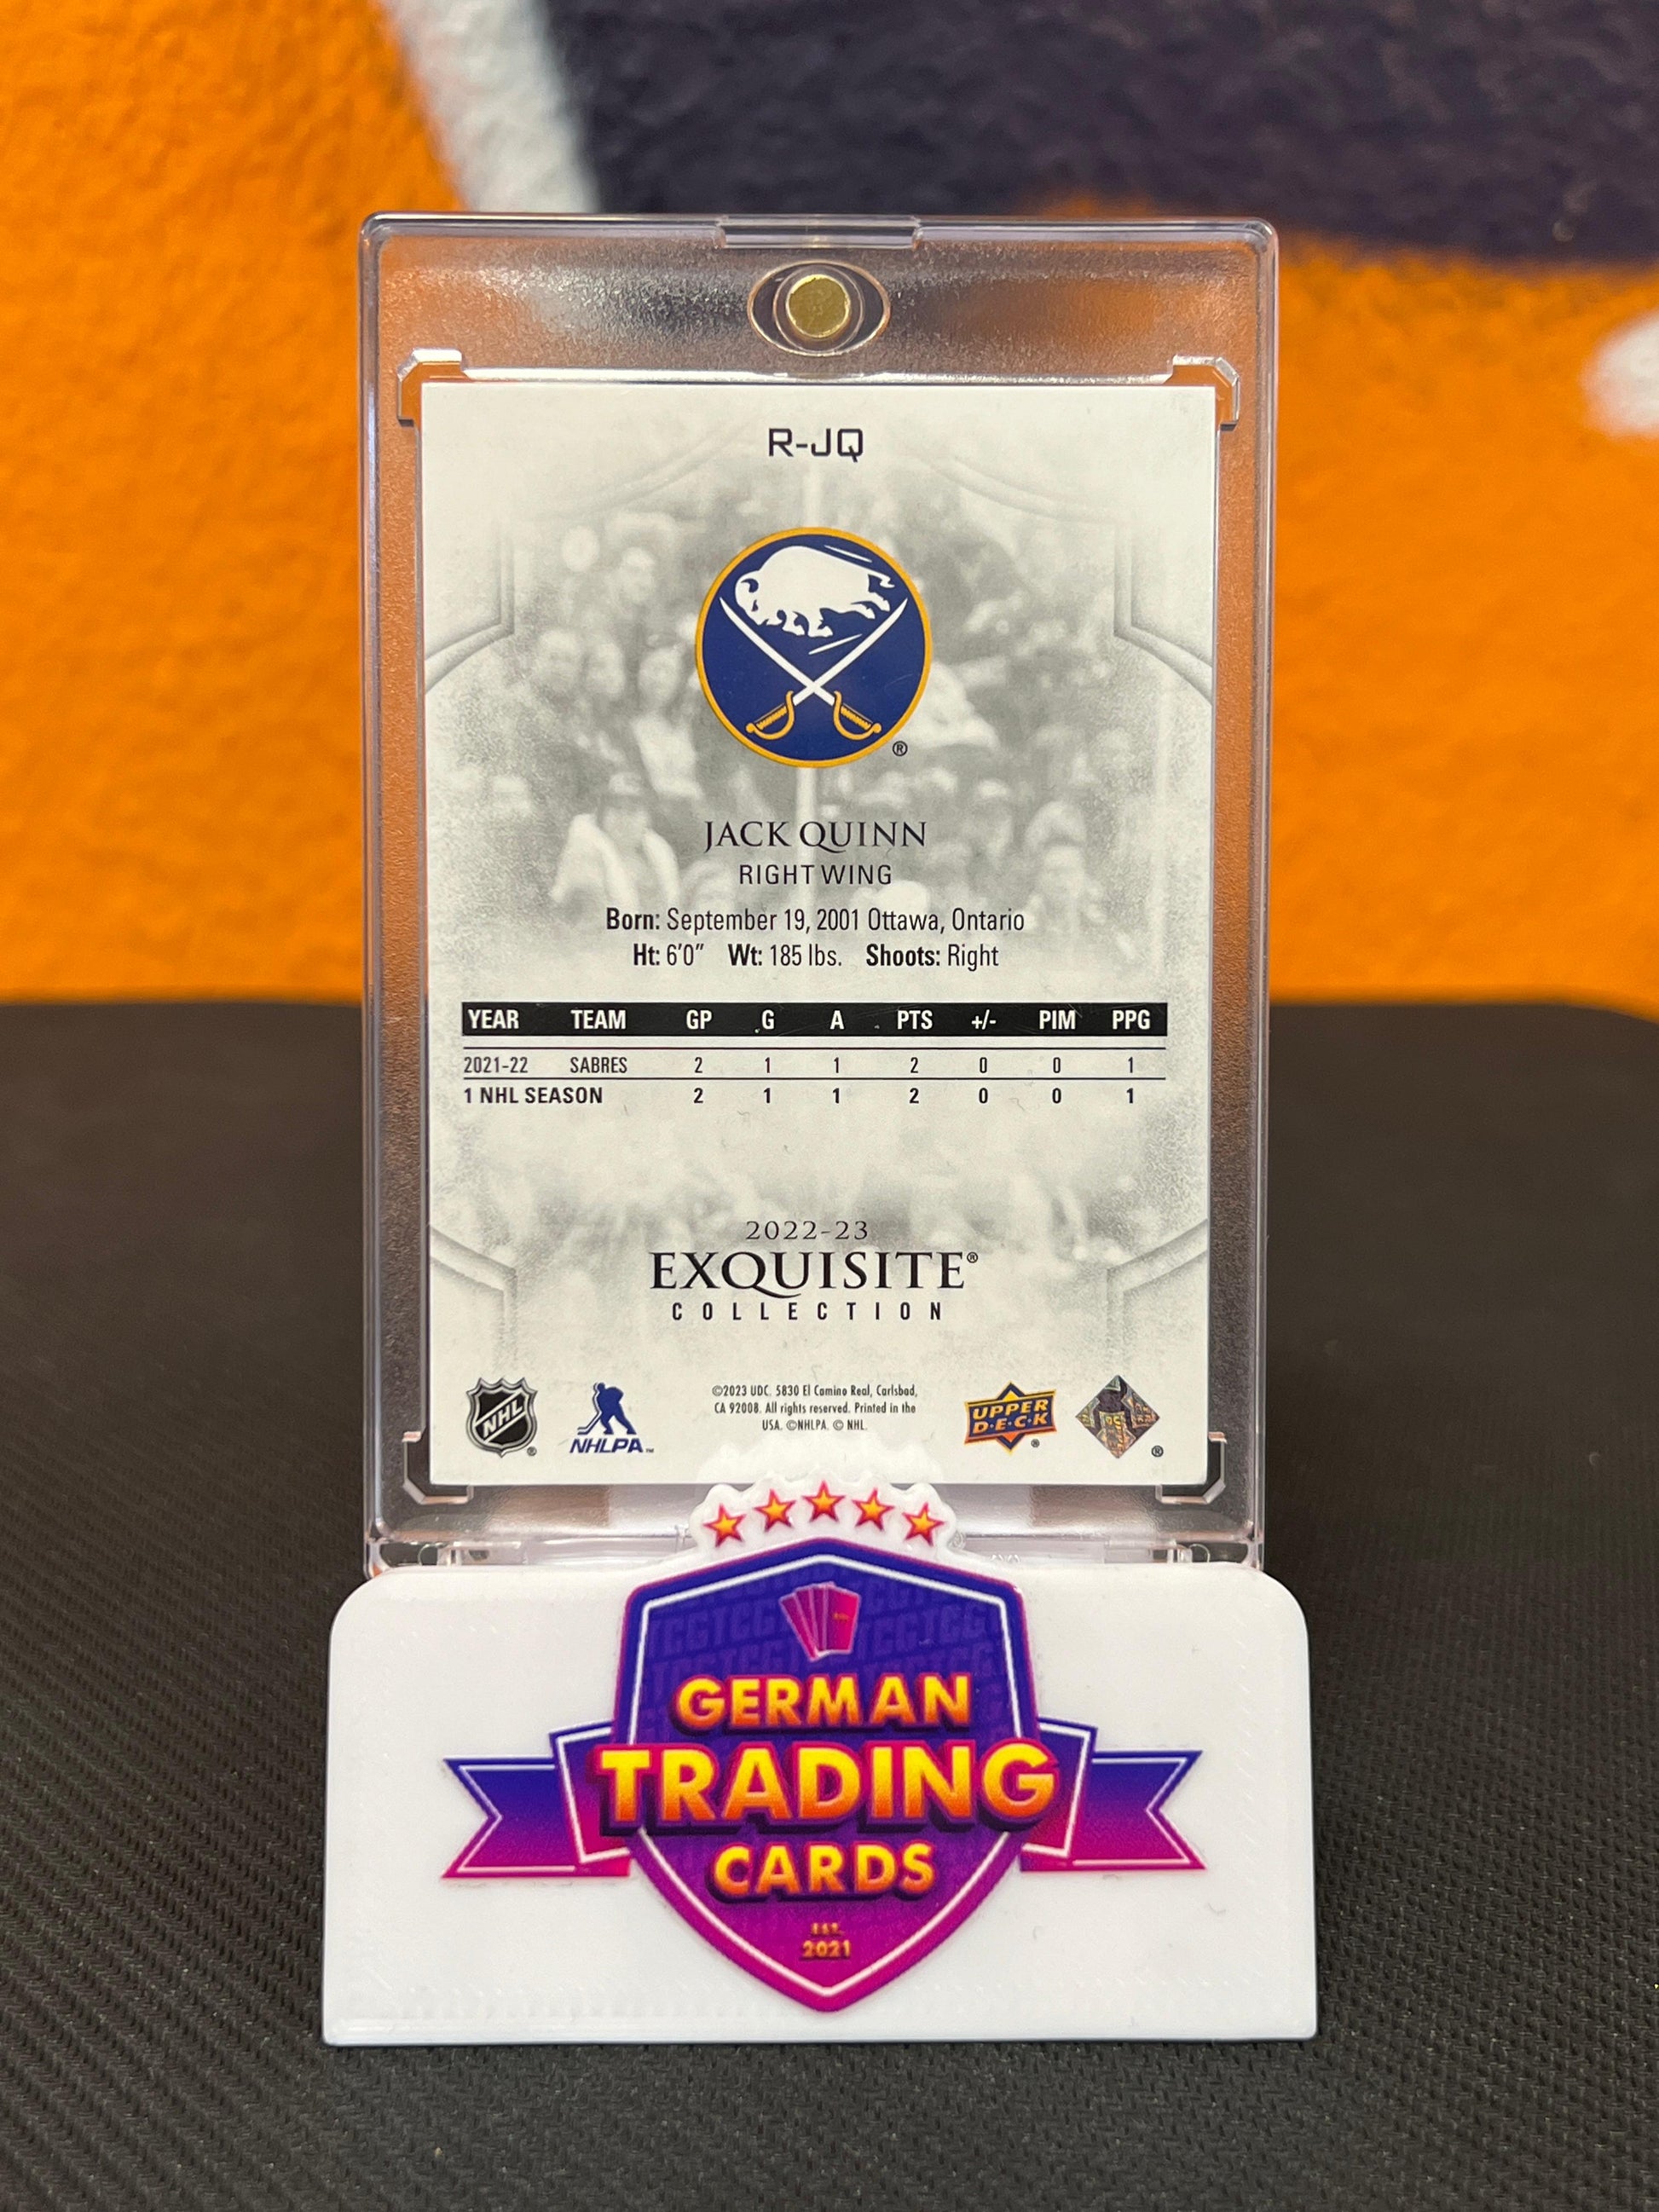 R-JQ
®
JACK QUINN
RIGHT WING
Born: September 19, 2001 Ottawa, Ontario
Ht: 6'0" Wt: 185 lbs. Shoots: Right
YEAR TEAM GP G A PTS +/- PIM PPG
2021-22 SABRES 2 1 1 2 0 0 1
1 NHL SEASON 2 1 1 2 0 0 1
2022-23
EXQUISITE®
COLLECTION
NHL ®
NHLPA™
©2023 UDC. 5830 El Camino Real, Carlsbad,
CA 92008. All rights reserved. Printed in the
USA. ©NHLPA. © NHL.
UPPER
D·E·C·K ®
®
GERMAN
TRADING
CARDS
EST.
2021